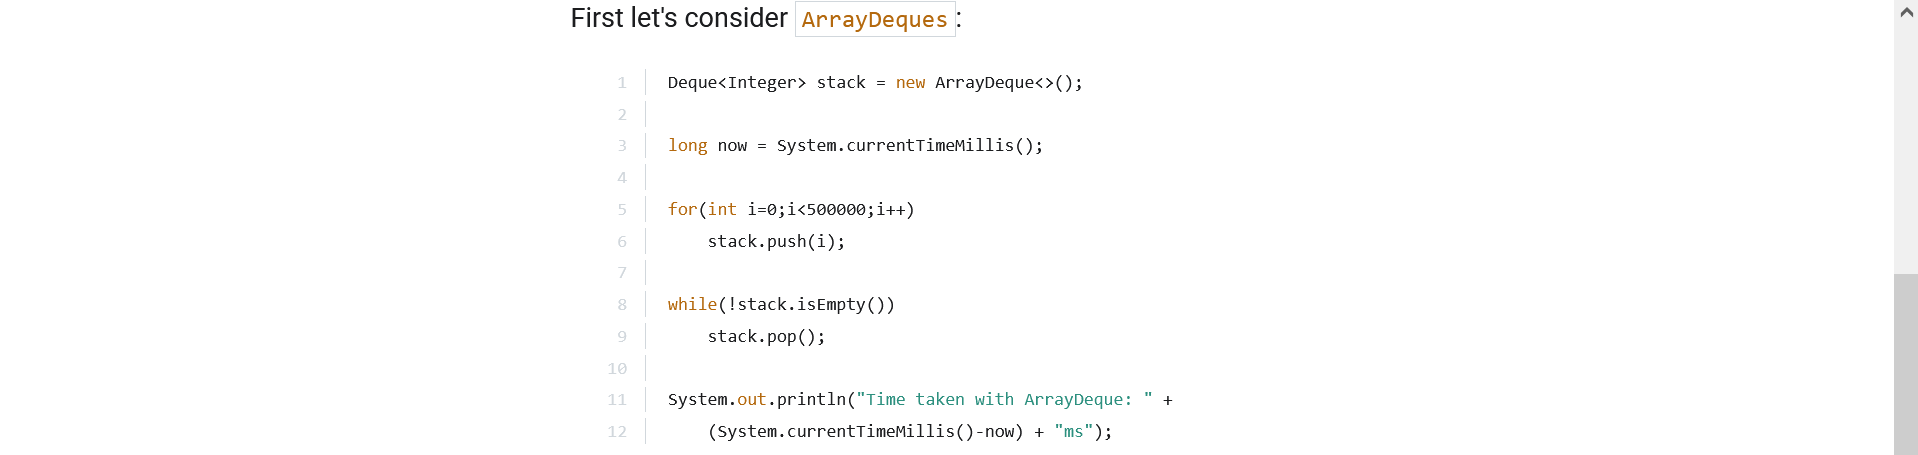 First let's consider ArrayDeques:
1 Deque<Integer> stack = new ArrayDeque<>();
2
3 long now = System.currentTimeMillis();
4
5 for(int i=0;i<500000;i++)
6     stack.push(i);
7
8 while(!stack.isEmpty())
9     stack.pop();
10
11 System.out.println("Time taken with ArrayDeque: " +
12     (System.currentTimeMillis()-now) + "ms");